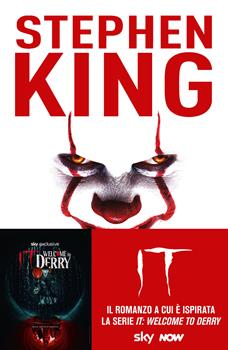 STEPHEN
KING
sky exclusive
IT WELCOME TO
DERRY
IT
IL ROMANZO A CUI È ISPIRATA
LA SERIE IT: WELCOME TO DERRY
sky NOW